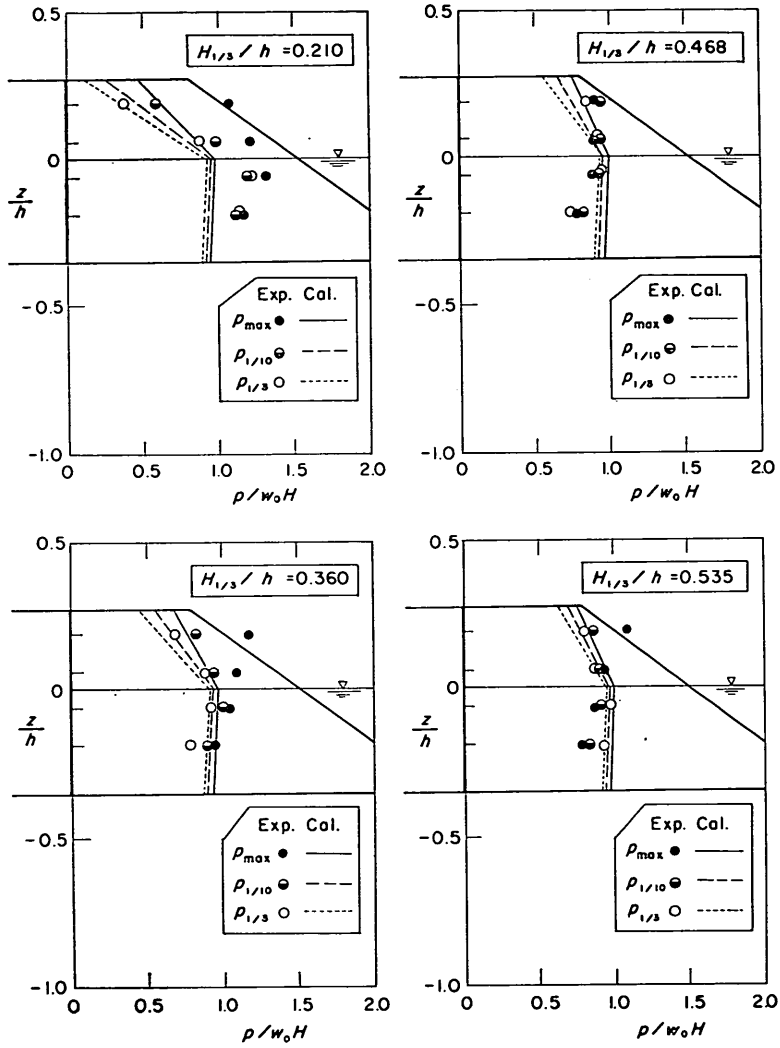 0.5
H1/3 / h =0.210
0
z/h
-0.5
Exp. Cal.
pmax
p1/10
p1/3
-1.0
0 0.5 1.0 1.5 2.0
p/w0H
0.5
H1/3 / h =0.468
0
z/h
-0.5
Exp. Cal.
pmax
p1/10
p1/3
-1.0
0 0.5 1.0 1.5 2.0
p/w0H
0.5
H1/3 / h =0.360
0
z/h
-0.5
Exp. Cal.
pmax
p1/10
p1/3
-1.0
0 0.5 1.0 1.5 2.0
p/w0H
0.5
H1/3 / h =0.535
0
z/h
-0.5
Exp. Cal.
pmax
p1/10
p1/3
-1.0
0 0.5 1.0 1.5 2.0
p/w0H